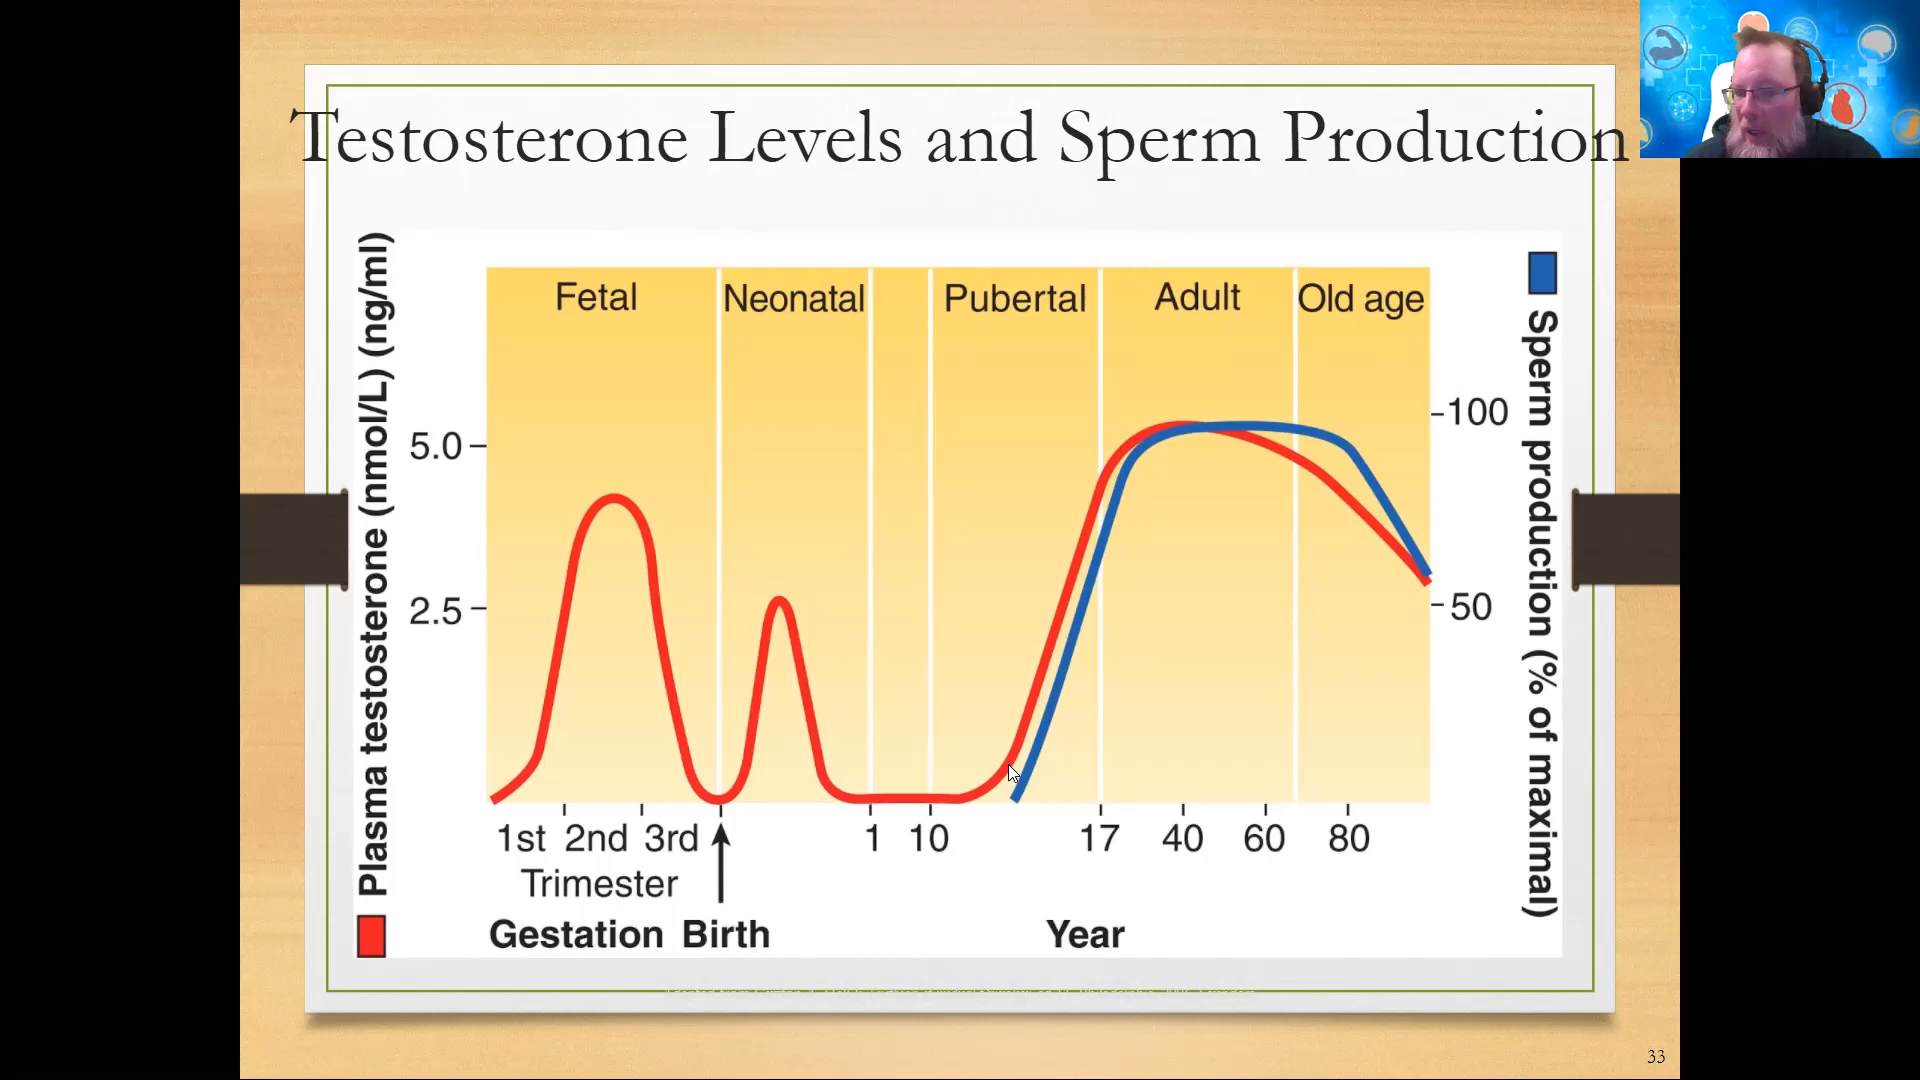 Testosterone Levels and Sperm Production
Plasma testosterone (nmol/L) (ng/ml)
Fetal
Neonatal
Pubertal
Adult
Old age
5.0
2.5
100
50
Sperm production (% of maximal)
1st 2nd 3rd
1 10 17 40 60 80
Trimester
Gestation Birth
Year
33